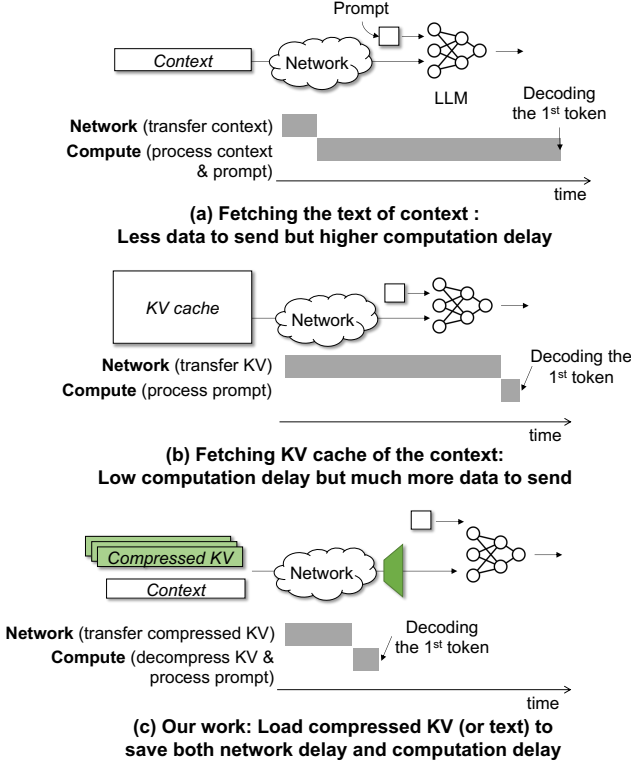 Prompt
Context
Network
LLM
Decoding
the 1st token
Network (transfer context)
Compute (process context
& prompt)
time
(a) Fetching the text of context :
Less data to send but higher computation delay
KV cache
Network
Network (transfer KV)
Compute (process prompt)
Decoding the
1st token
time
(b) Fetching KV cache of the context:
Low computation delay but much more data to send
Compressed KV
Context
Network
Network (transfer compressed KV)
Compute (decompress KV &
process prompt)
Decoding
the 1st token
time
(c) Our work: Load compressed KV (or text) to
save both network delay and computation delay